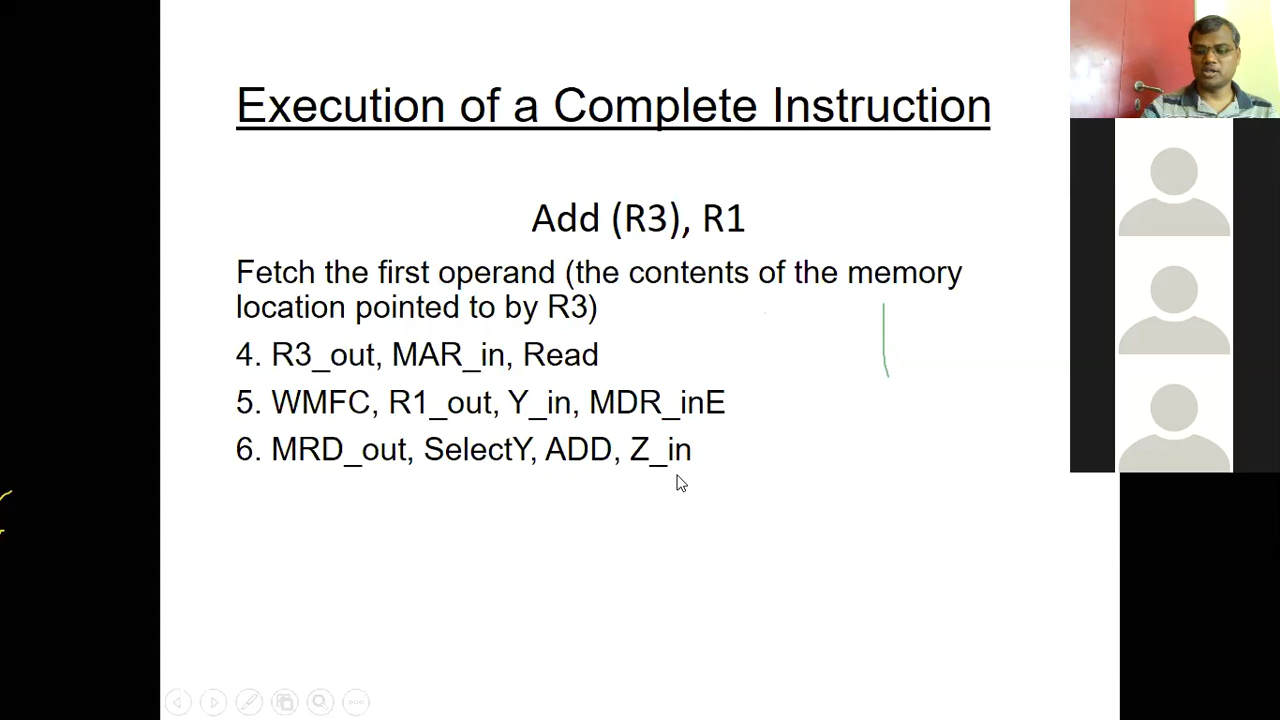 Execution of a Complete Instruction
Add (R3), R1
Fetch the first operand (the contents of the memory
location pointed to by R3)
4. R3_out, MAR_in, Read
5. WMFC, R1_out, Y_in, MDR_inE
6. MRD_out, SelectY, ADD, Z_in